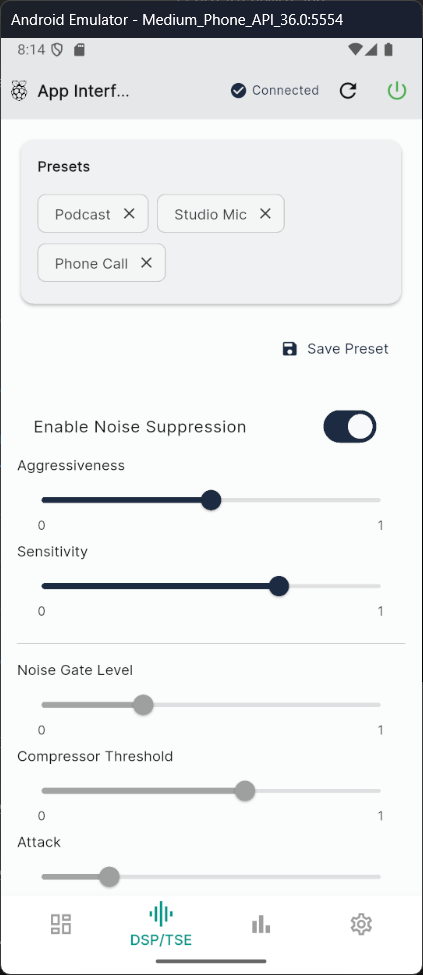 Android Emulator - Medium_Phone_API_36.0:5554
8:14
App Interf...
Connected
Presets
Podcast
Studio Mic
Phone Call
Save Preset
Enable Noise Suppression
Aggressiveness
0 1
Sensitivity
0 1
Noise Gate Level
0 1
Compressor Threshold
0 1
Attack
DSP/TSE